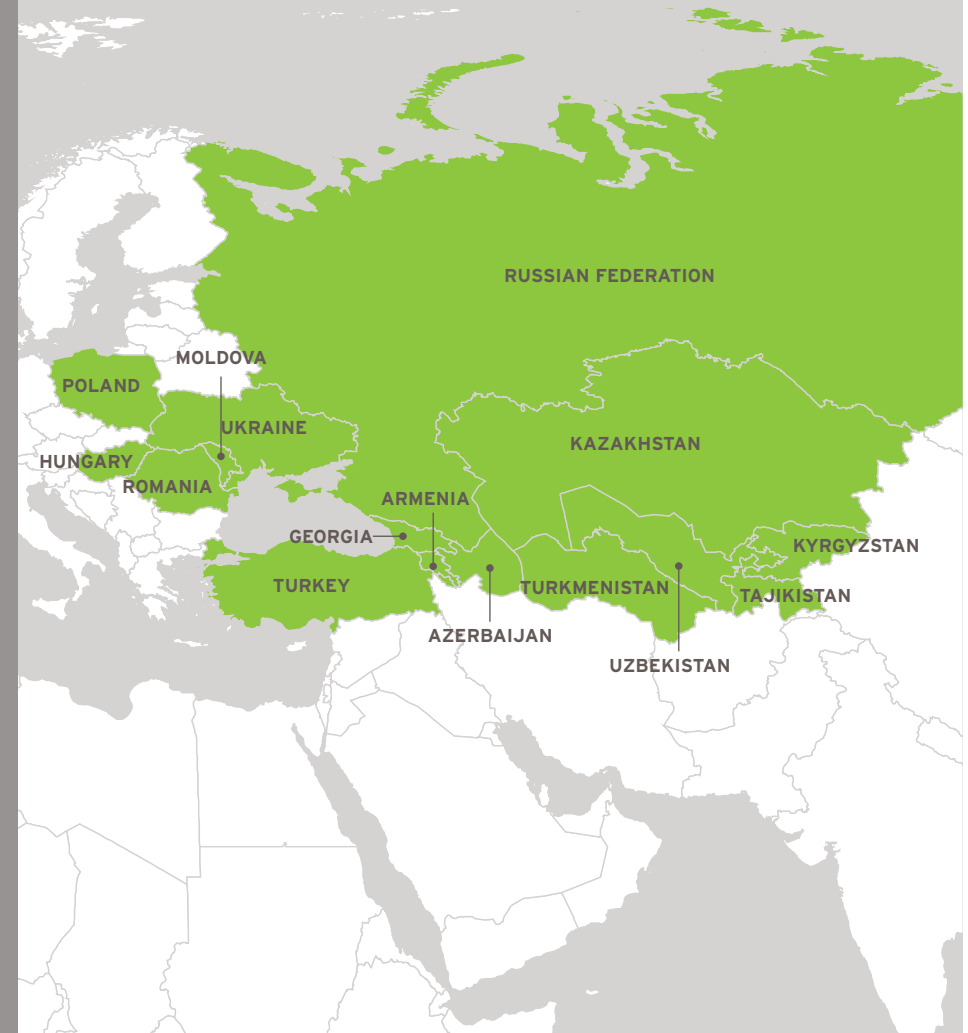 RUSSIAN FEDERATION
MOLDOVA
POLAND
UKRAINE
KAZAKHSTAN
HUNGARY
ROMANIA
ARMENIA
GEORGIA
KYRGYZSTAN
TURKEY
TURKMENISTAN
TAJIKISTAN
AZERBAIJAN
UZBEKISTAN